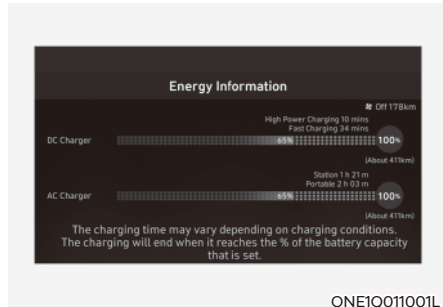 Energy Information
Off 178km
High Power Charging 10 mins
Fast Charging 34 mins
DC Charger 65% 100%
(About 411km)
Station 1 h 21 m
Portable 2 h 03 m
AC Charger 65% 100%
(About 411km)
The charging time may vary depending on charging conditions.
The charging will end when it reaches the % of the battery capacity
that is set.
ONE1Q011001L